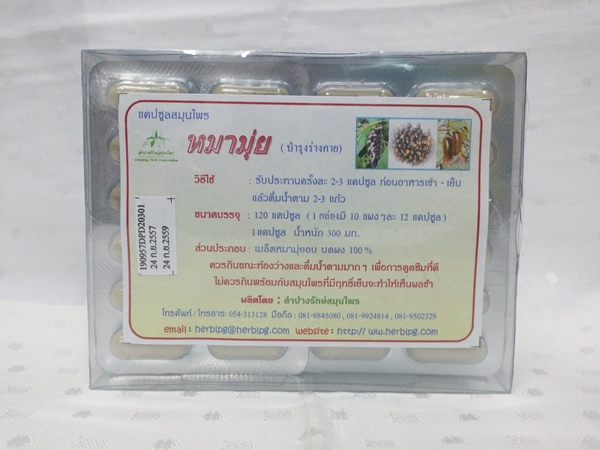 แคปซูลสมุนไพร
หมามุ่ย (บำรุงร่างกาย)
วิธีใช้ : รับประทานครั้งละ 2-3 แคปซูล ก่อนอาหารเช้า - เย็น
แล้วดื่มน้ำตาม 2-3 แก้ว
ขนาดบรรจุ : 120 แคปซูล ( 1 กล่องมี 10 แผงๆละ 12 แคปซูล )
1 แคปซูล น้ำหนัก 300 มก.
ส่วนประกอบ : เมล็ดหมามุ่ยอบ บดผง 100 %
ควรกินขณะท้องว่างและดื่มน้ำตามมากๆ เพื่อการดูดซึมที่ดี
ไม่ควรกินพร้อมกับสมุนไพรที่มีฤทธิ์เย็นจะทำให้เห็นผลช้า
ผลิตโดย : ลำปางรักษ์สมุนไพร
โทรศัพท์ / โทรสาร: 054-313128 มือถือ : 081-8845080 , 081-9924814 , 081-9502329
email: herblpg@herblpg.com website: http:// ww.herblpg.com
190957DPD20301
24 ก.ย.2557
24 ก.ย.2559